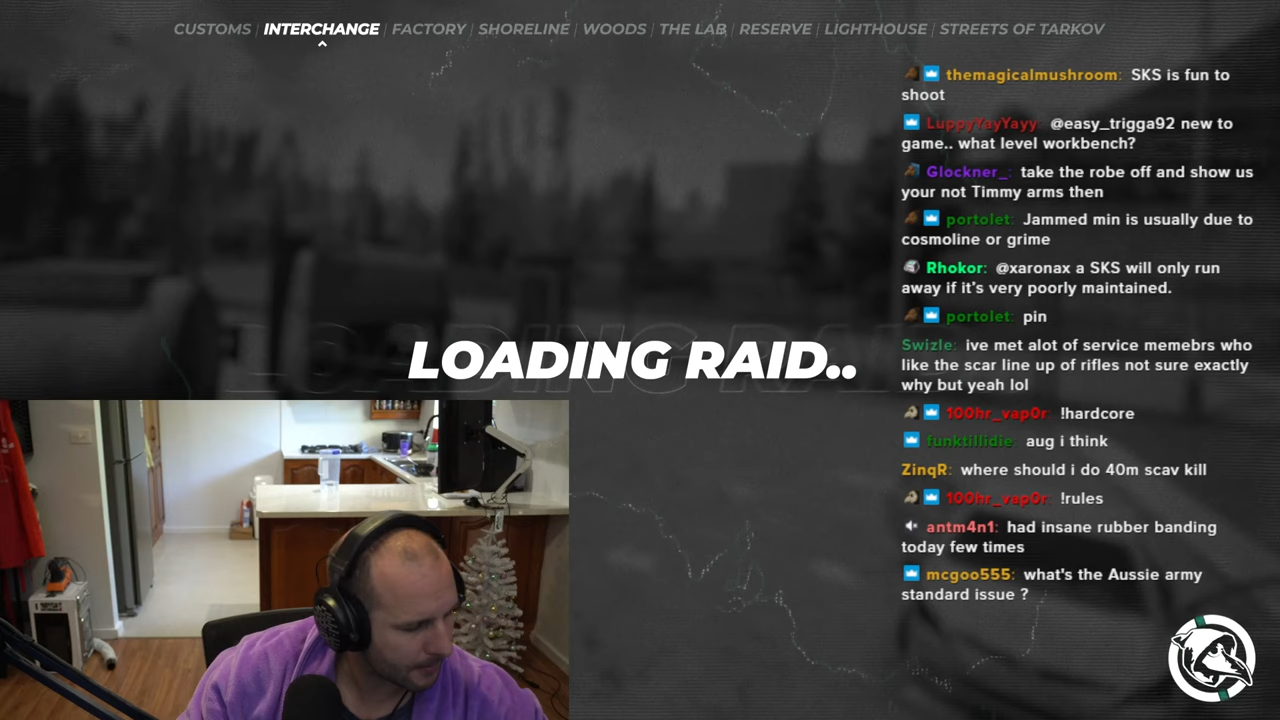 CUSTOMS | INTERCHANGE | FACTORY | SHORELINE | WOODS | THE LAB | RESERVE | LIGHTHOUSE | STREETS OF TARKOV
themagicalmushroom: SKS is fun to
shoot
LuppyYayYayy: @easy_trigga92 new to
game.. what level workbench?
Glockner_: take the robe off and show us
your not Timmy arms then
portolet: Jammed min is usually due to
cosmoline or grime
Rhokor: @xaronax a SKS will only run
away if it's very poorly maintained.
portolet: pin
Swizle: ive met alot of service memebrs who
like the scar line up of rifles not sure exactly
why but yeah lol
LOADING RAID..
100hr_vap0r: !hardcore
funktillidie: aug i think
ZinqR: where should i do 40m scav kill
100hr_vap0r: !rules
antm4n1: had insane rubber banding
today few times
mcgoo555: what's the Aussie army
standard issue ?